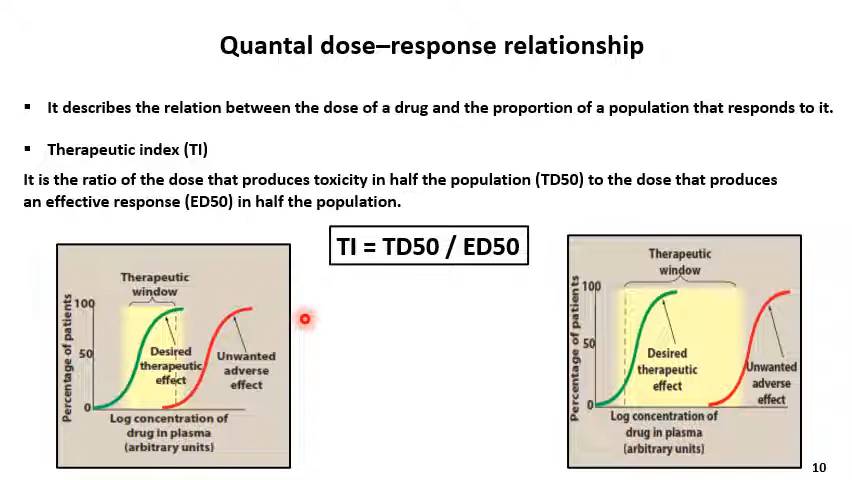 Quantal dose–response relationship
▪ It describes the relation between the dose of a drug and the proportion of a population that responds to it.
▪ Therapeutic index (TI)
It is the ratio of the dose that produces toxicity in half the population (TD50) to the dose that produces
an effective response (ED50) in half the population.
TI = TD50 / ED50
Therapeutic
window
Percentage of patients
100
50
0
Desired
therapeutic
effect
Unwanted
adverse
effect
Log concentration of
drug in plasma
(arbitrary units)
Therapeutic
window
Percentage of patients
100
50
0
Desired
therapeutic
effect
Unwanted
adverse
effect
Log concentration of
drug in plasma
(arbitrary units)
10